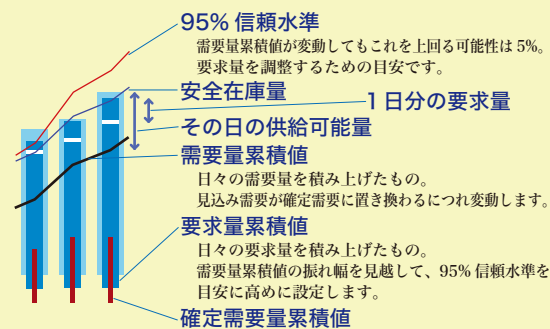 95% 信頼水準
需要量累積値が変動してもこれを上回る可能性は 5%。
要求量を調整するための目安です。
安全在庫量
1 日分の要求量
その日の供給可能量
需要量累積値
日々の需要量を積み上げたもの。
見込み需要が確定需要に置き換わるにつれ変動します。
要求量累積値
日々の要求量を積み上げたもの。
需要量累積値の振れ幅を見越して、95% 信頼水準を
目安に高めに設定します。
確定需要量累積値